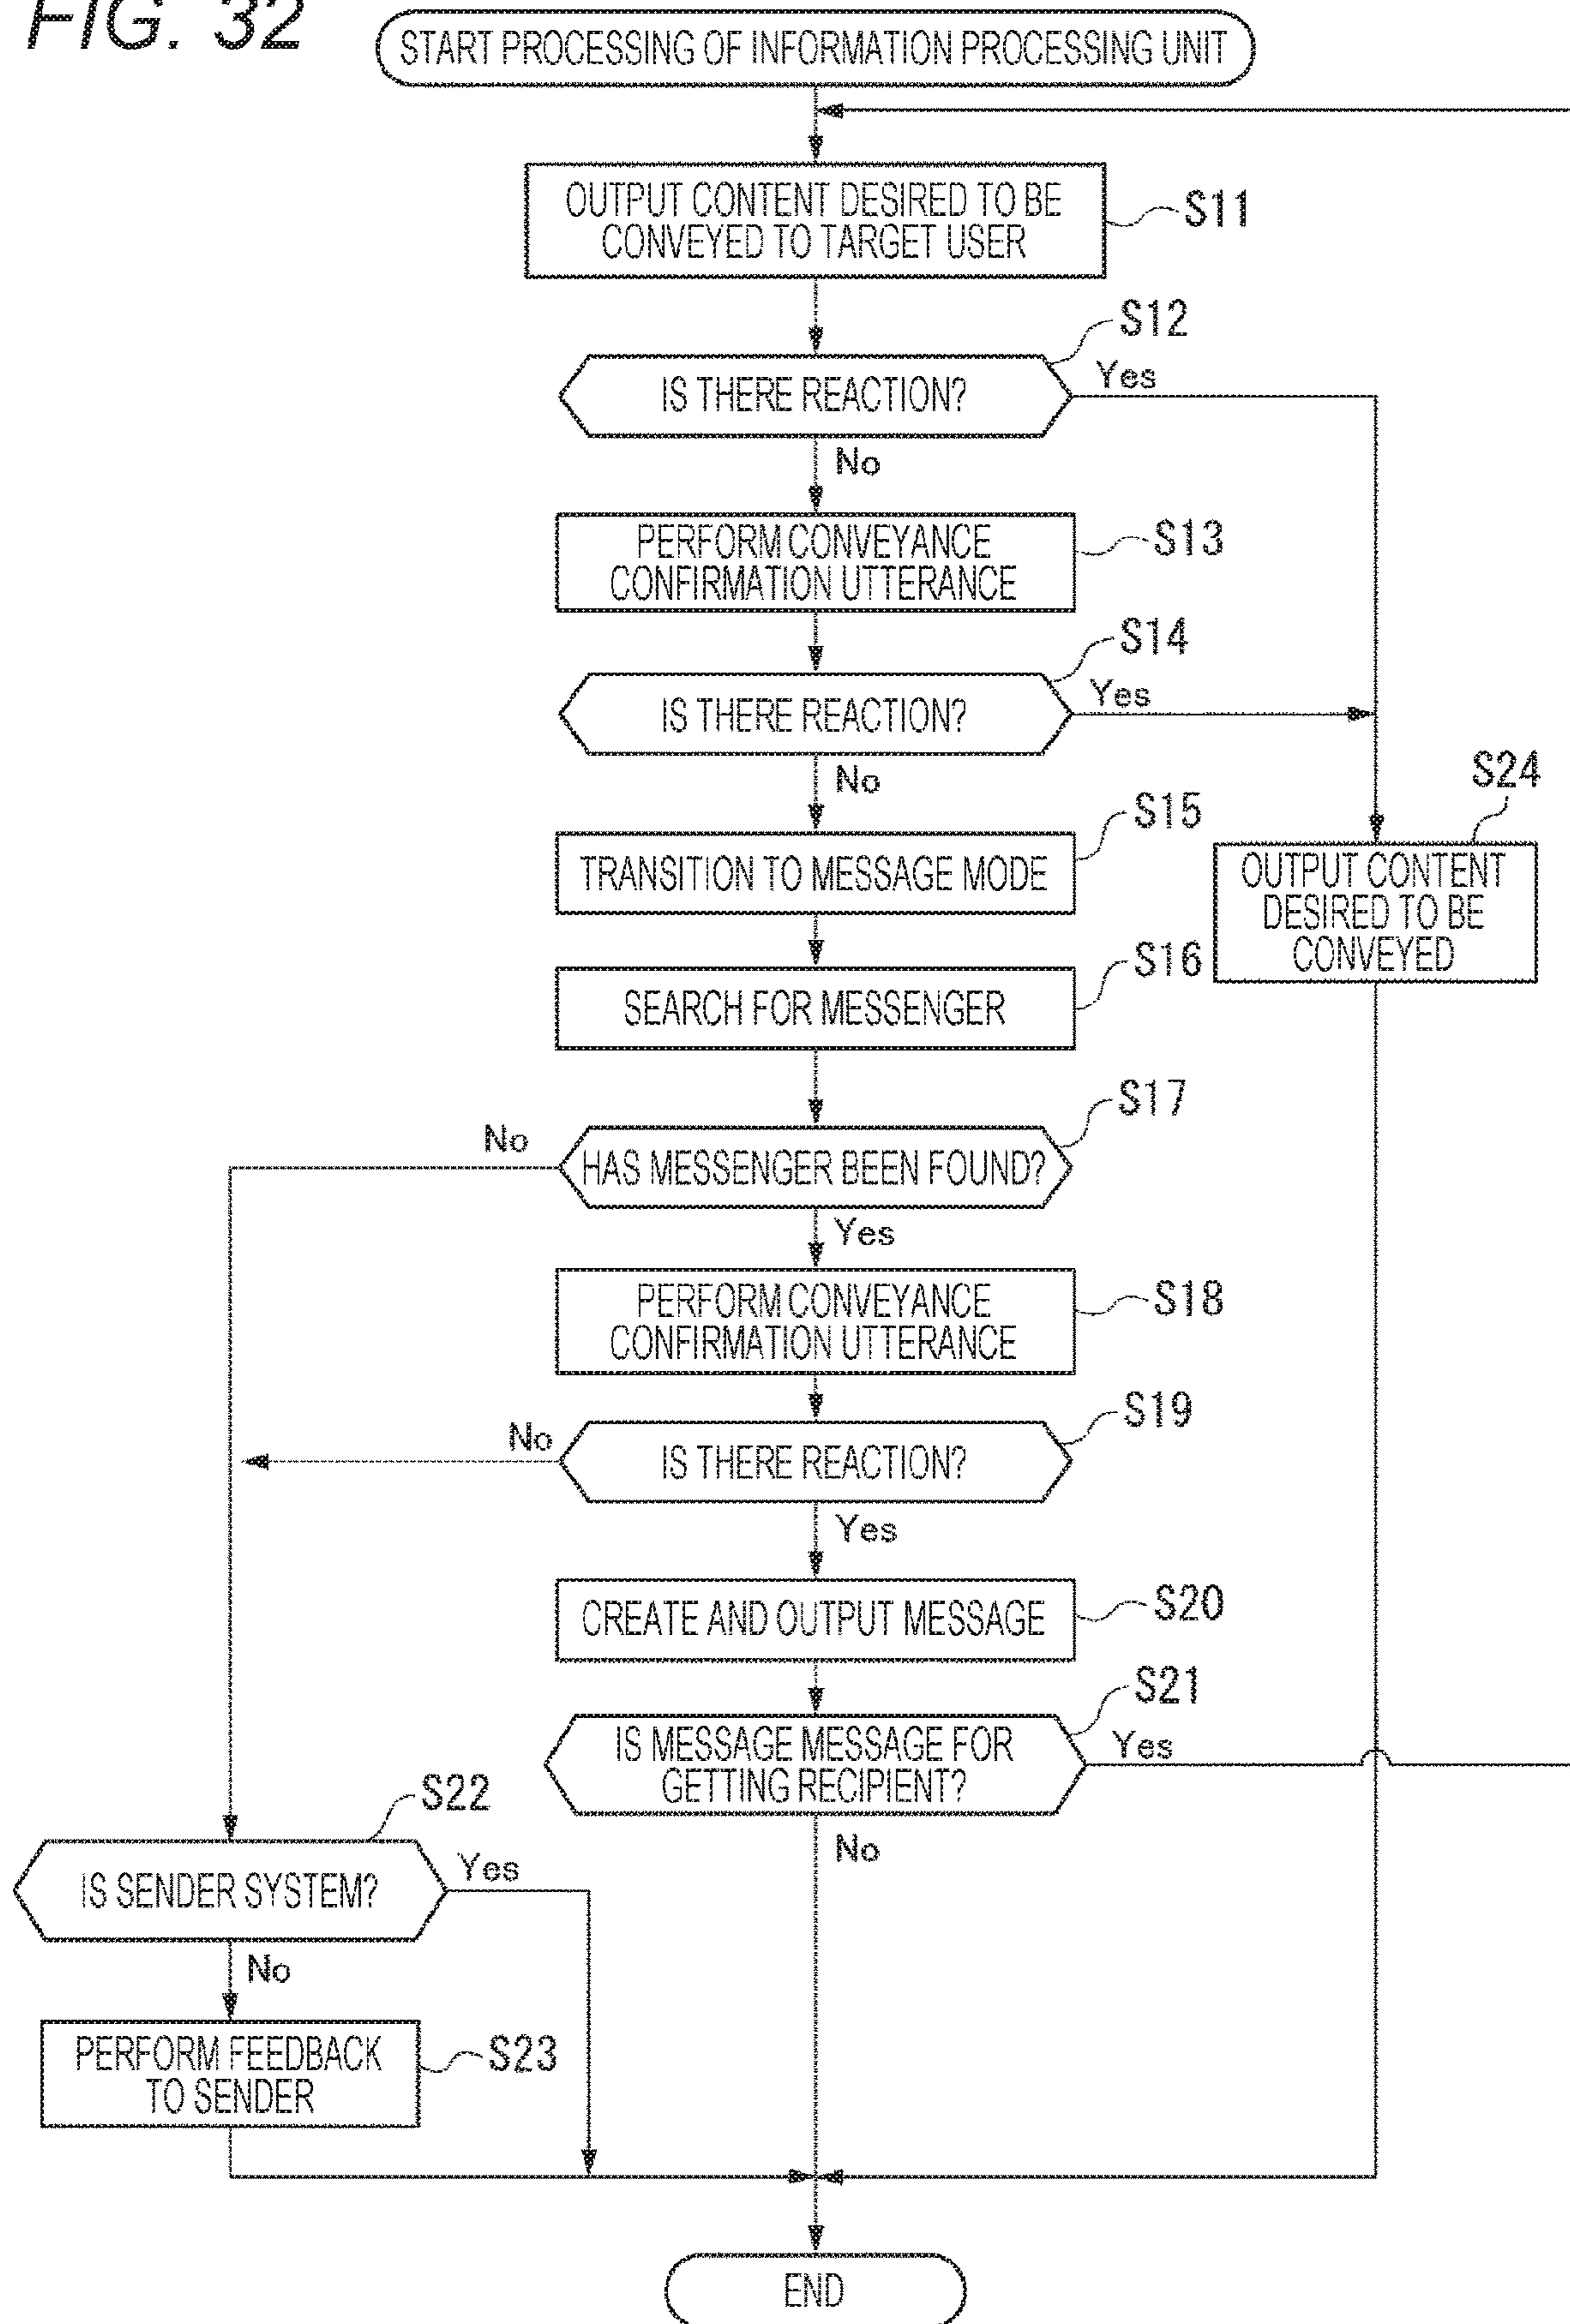 FIG. 32
START PROCESSING OF INFORMATION PROCESSING UNIT
OUTPUT CONTENT DESIRED TO BE
CONVEYED TO TARGET USER
S11
S12
IS THERE REACTION?
Yes
No
PERFORM CONVEYANCE
CONFIRMATION UTTERANCE
S13
S14
IS THERE REACTION?
Yes
No
S15
TRANSITION TO MESSAGE MODE
S24
OUTPUT CONTENT
DESIRED TO BE
CONVEYED
S16
SEARCH FOR MESSENGER
S17
No
HAS MESSENGER BEEN FOUND?
Yes
PERFORM CONVEYANCE
CONFIRMATION UTTERANCE
S18
S19
No
IS THERE REACTION?
Yes
CREATE AND OUTPUT MESSAGE
S20
S21
IS MESSAGE MESSAGE FOR
GETTING RECIPIENT?
Yes
No
S22
IS SENDER SYSTEM?
Yes
No
PERFORM FEEDBACK
TO SENDER
S23
END